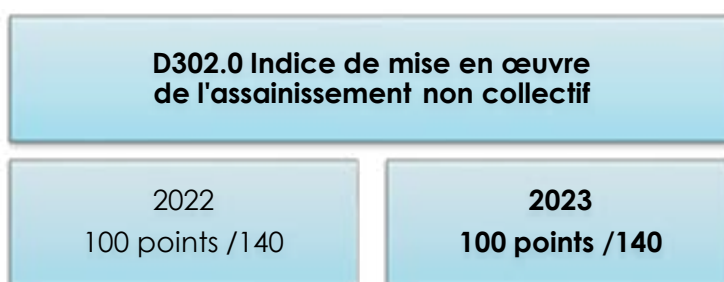 D302.0 Indice de mise en œuvre
de l'assainissement non collectif
2022
100 points /140
2023
100 points /140